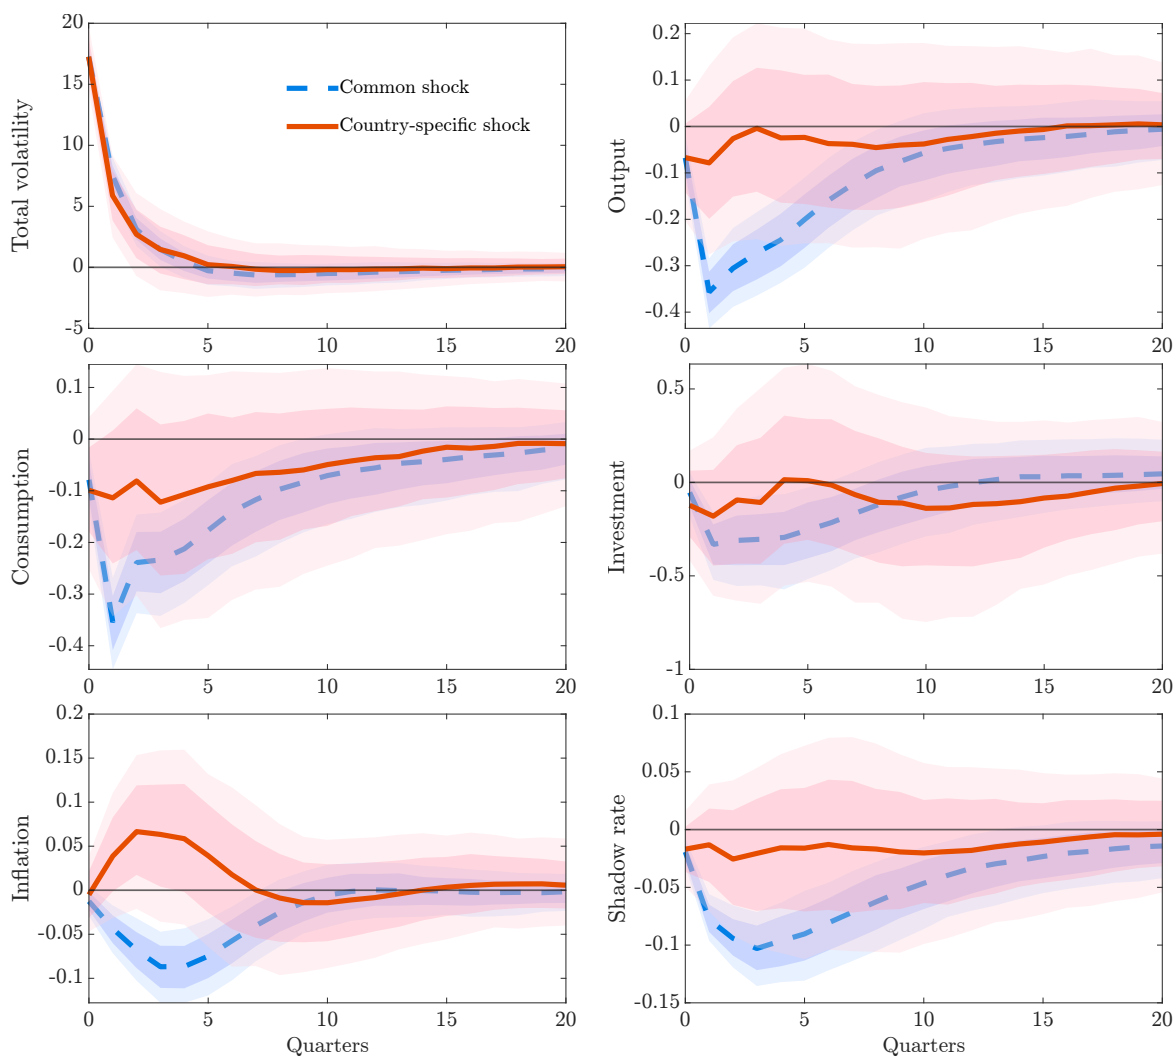 20
15
10
5
0
-5
0 5 10 15 20
Total volatility
Common shock
Country-specific shock
0.2
0.1
0
-0.1
-0.2
-0.3
-0.4
0 5 10 15 20
Output
0.1
0
-0.1
-0.2
-0.3
-0.4
0 5 10 15 20
Consumption
0.5
0
-0.5
-1
0 5 10 15 20
Investment
0.2
0.15
0.1
0.05
0
-0.05
-0.1
0 5 10 15 20
Inflation
Quarters
0.1
0.05
0
-0.05
-0.1
-0.15
0 5 10 15 20
Shadow rate
Quarters